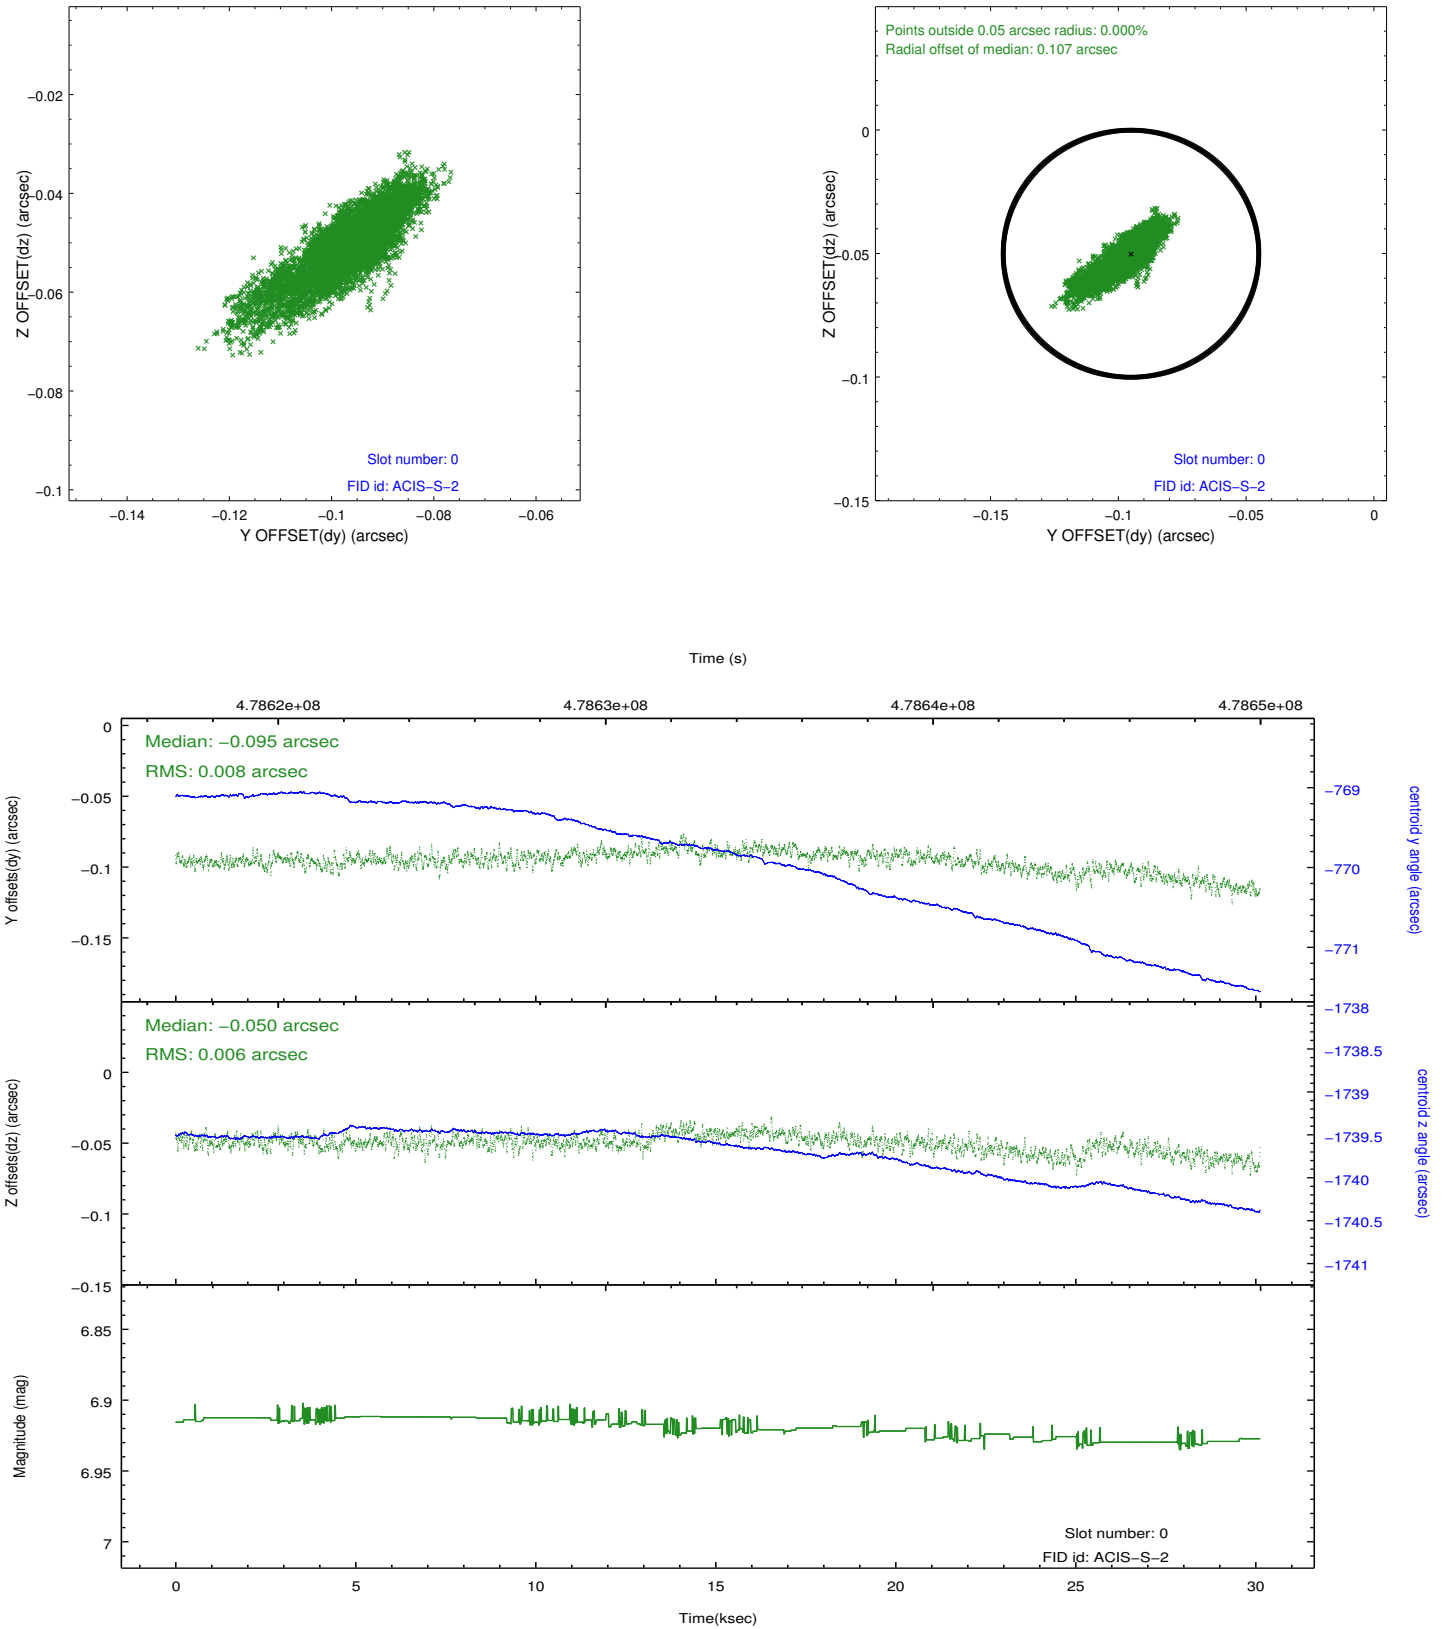 −0.02
−0.04
−0.06
−0.08
−0.1
Z OFFSET(dz) (arcsec)
Slot number: 0
FID id: ACIS−S−2
−0.14
−0.12
−0.1
−0.08
−0.06
Y OFFSET(dy) (arcsec)
Points outside 0.05 arcsec radius: 0.000%
Radial offset of median: 0.107 arcsec
0
−0.05
−0.1
−0.15
Z OFFSET(dz) (arcsec)
Slot number: 0
FID id: ACIS−S−2
−0.15
−0.1
−0.05
0
Y OFFSET(dy) (arcsec)
Time (s)
4.7862e+08
4.7863e+08
4.7864e+08
4.7865e+08
Median: −0.095 arcsec
RMS: 0.008 arcsec
0
−0.05
−0.1
−0.15
Y offsets(dy) (arcsec)
−769
−770
−771
centroid y angle (arcsec)
Median: −0.050 arcsec
RMS: 0.006 arcsec
0
−0.05
−0.1
−0.15
Z offsets(dz) (arcsec)
−1738
−1738.5
−1739
−1739.5
−1740
−1740.5
−1741
centroid z angle (arcsec)
6.85
6.9
6.95
7
Magnitude (mag)
Slot number: 0
FID id: ACIS−S−2
0
5
10
15
20
25
30
Time(ksec)